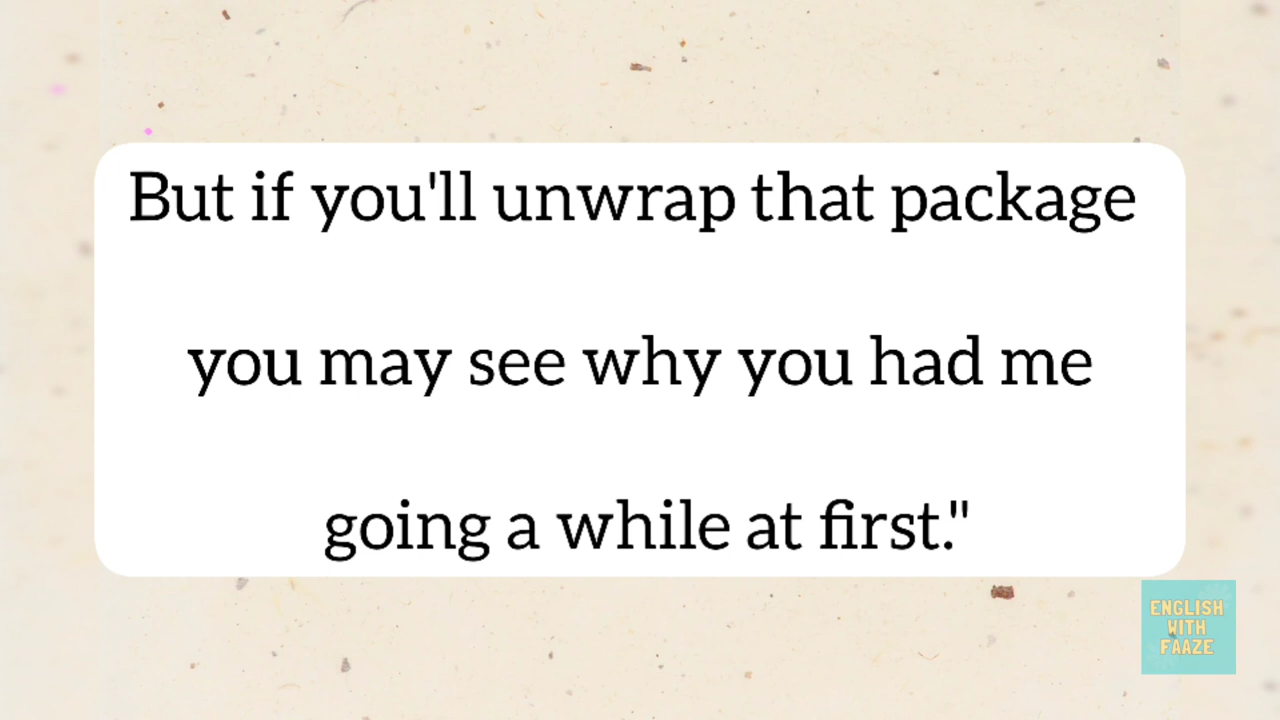 But if you'll unwrap that package
you may see why you had me
going a while at first."
ENGLISH
WITH
FAAZE